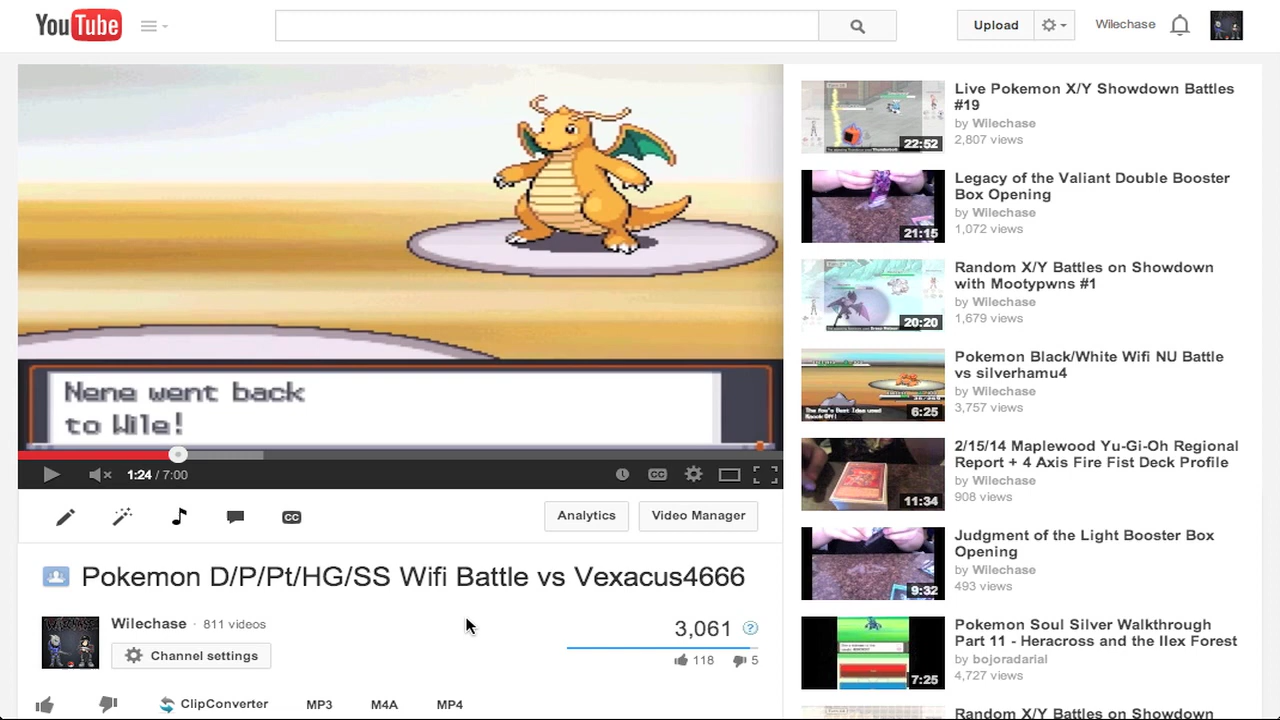 YouTube
Upload
Wilechase
Nene went back
to Wile!
1:24 / 7:00
CC
CC
Analytics
Video Manager
Pokemon D/P/Pt/HG/SS Wifi Battle vs Vexacus4666
Wilechase · 811 videos
settings
3,061
?
118
5
ClipConverter
MP3
M4A
MP4
Live Pokemon X/Y Showdown Battles
#19
by Wilechase
2,807 views
22:52
Legacy of the Valiant Double Booster
Box Opening
by Wilechase
1,072 views
21:15
Random X/Y Battles on Showdown
with Mootypwns #1
by Wilechase
1,679 views
20:20
Pokemon Black/White Wifi NU Battle
vs silverhamu4
by Wilechase
3,757 views
6:25
2/15/14 Maplewood Yu-Gi-Oh Regional
Report + 4 Axis Fire Fist Deck Profile
by Wilechase
908 views
11:34
Judgment of the Light Booster Box
Opening
by Wilechase
493 views
9:32
Pokemon Soul Silver Walkthrough
Part 11 - Heracross and the Ilex Forest
by bojoradarial
4,727 views
7:25
Random X/Y Battles on Showdown